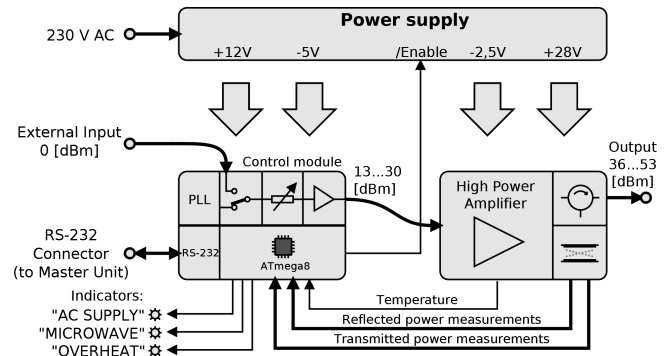 Power supply
230 V AC
+12V -5V /Enable -2,5V +28V
External Input
0 [dBm]
Control module
13...30
[dBm]
Output
36...53
[dBm]
PLL
High Power
Amplifier
RS-232
Connector
(to Master Unit)
RS-232
ATmega8
Indicators:
"AC SUPPLY"
"MICROWAVE"
"OVERHEAT"
Temperature
Reflected power measurements
Transmitted power measurements